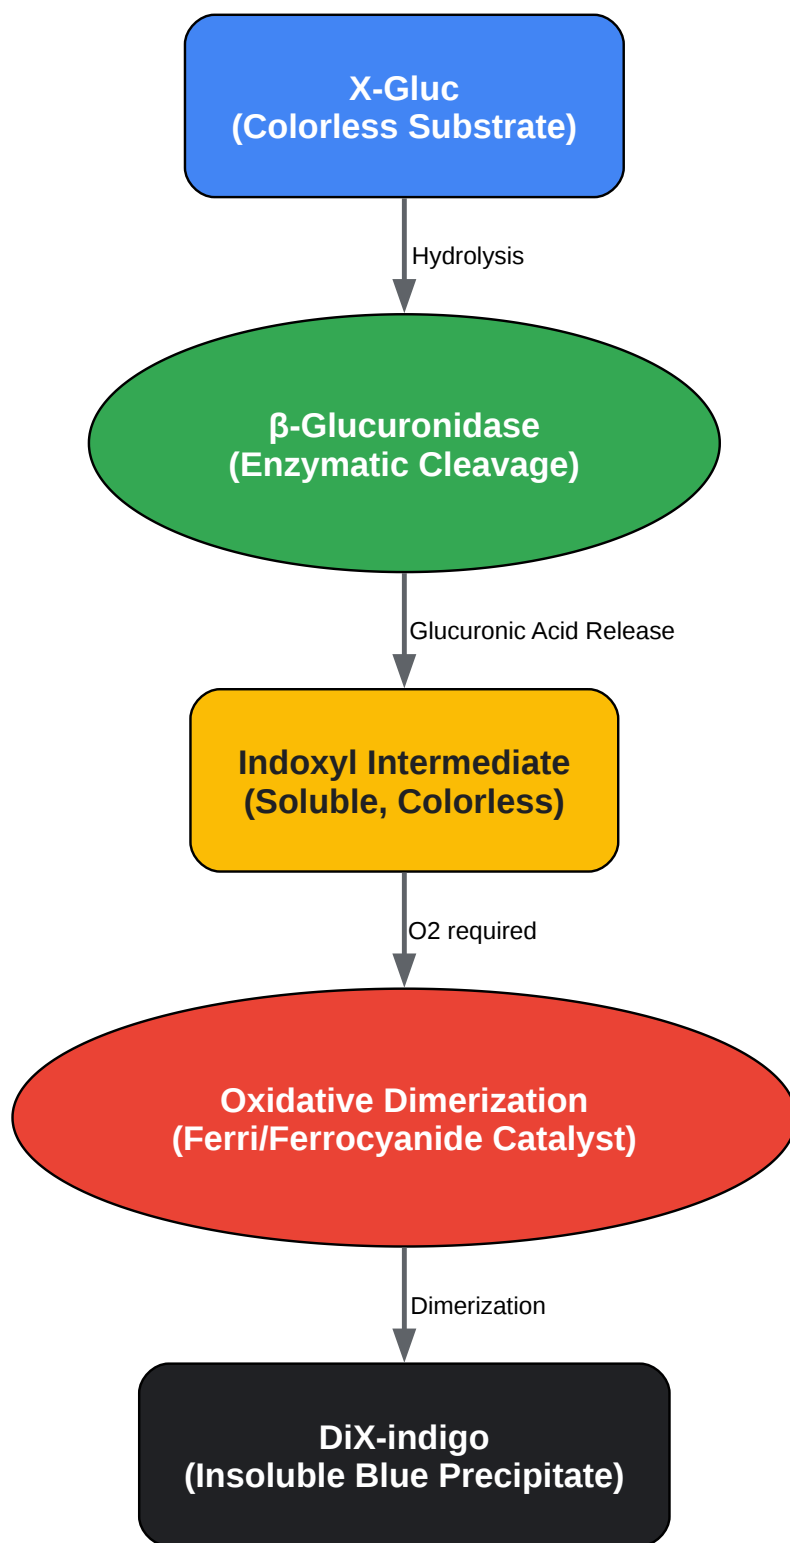 X-Gluc
(Colorless Substrate)
Hydrolysis
β-Glucuronidase
(Enzymatic Cleavage)
Glucuronic Acid Release
Indoxyl Intermediate
(Soluble, Colorless)
O2 required
Oxidative Dimerization
(Ferri/Ferrocyanide Catalyst)
Dimerization
DiX-indigo
(Insoluble Blue Precipitate)